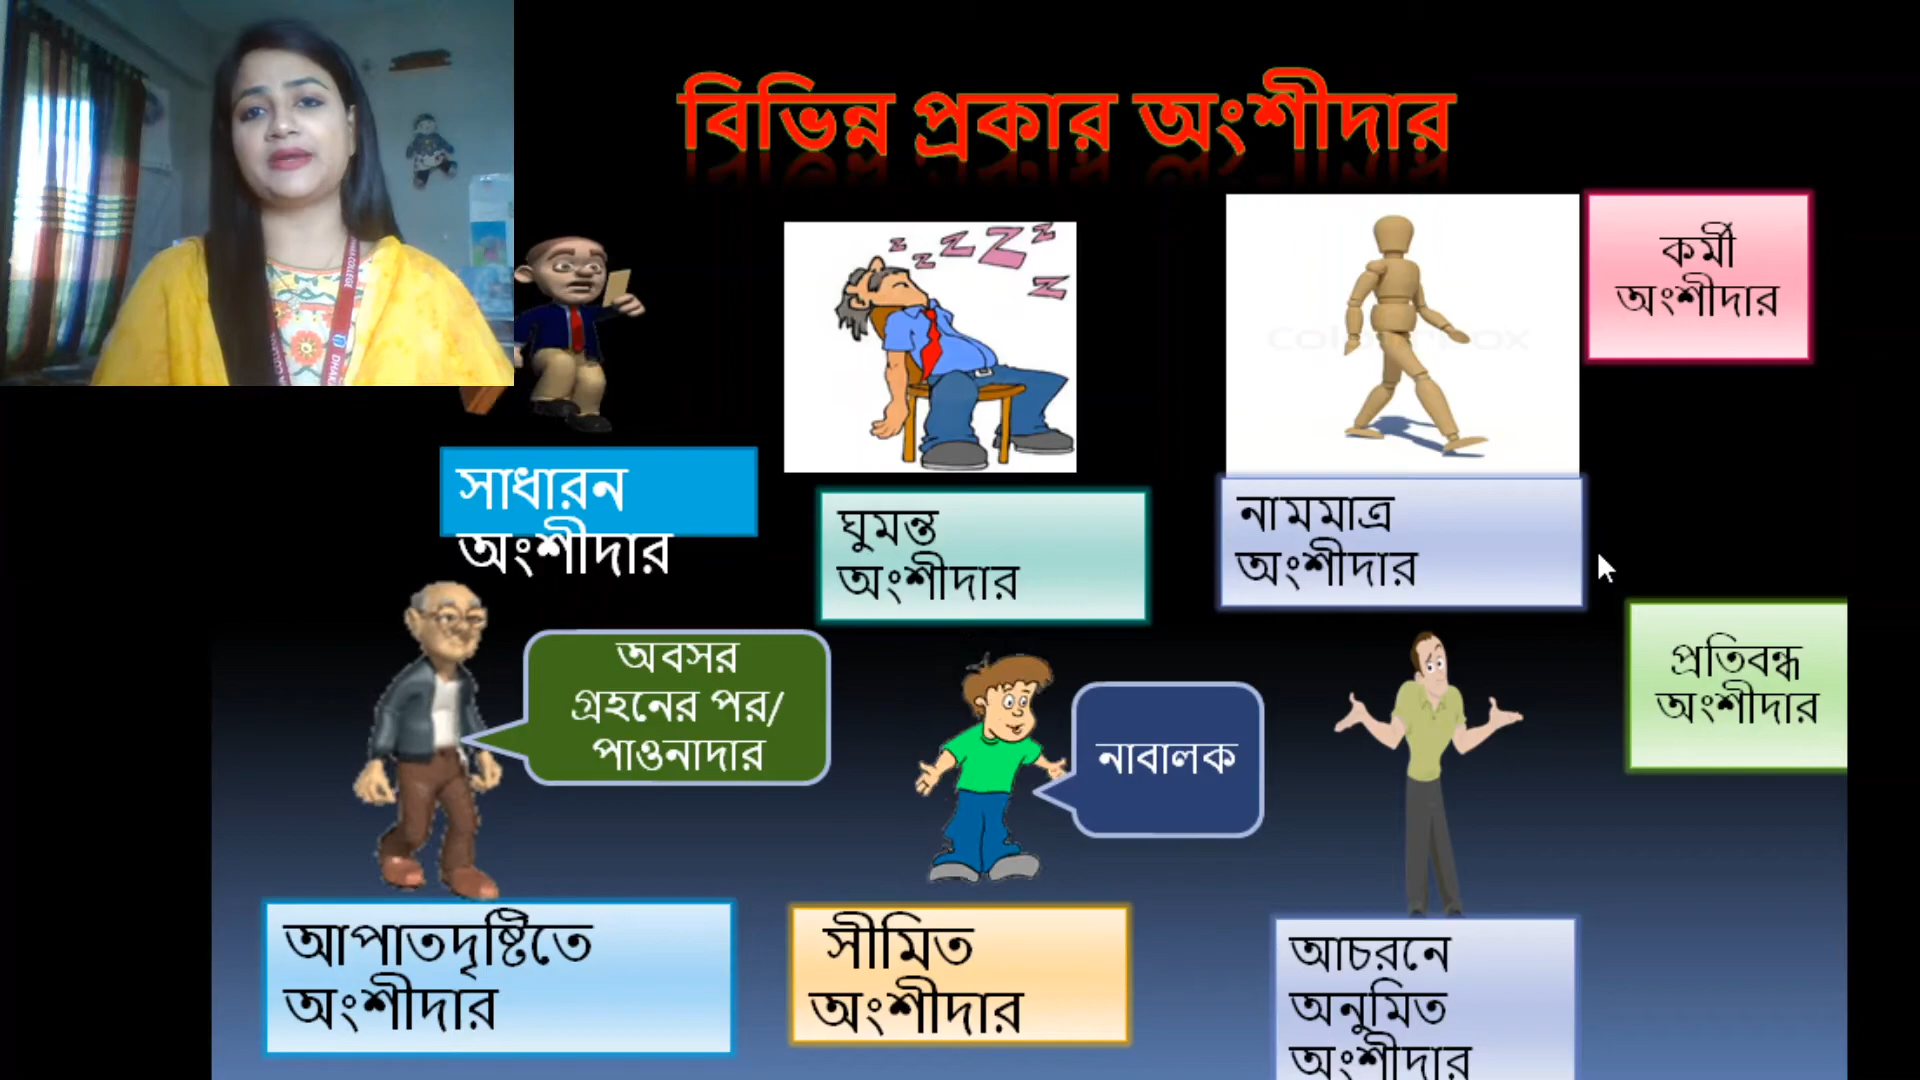 বিভিন্ন প্রকার অংশীদার
কর্মী
অংশীদার
সাধারন
অংশীদার
ঘুমন্ত
অংশীদার
নামমাত্র
অংশীদার
প্রতিবন্ধ
অংশীদার
অবসর
গ্রহনের পর/
পাওনাদার
নাবালক
আপাতদৃষ্টিতে
অংশীদার
সীমিত
অংশীদার
আচরনে
অনুমিত
অংশীদার